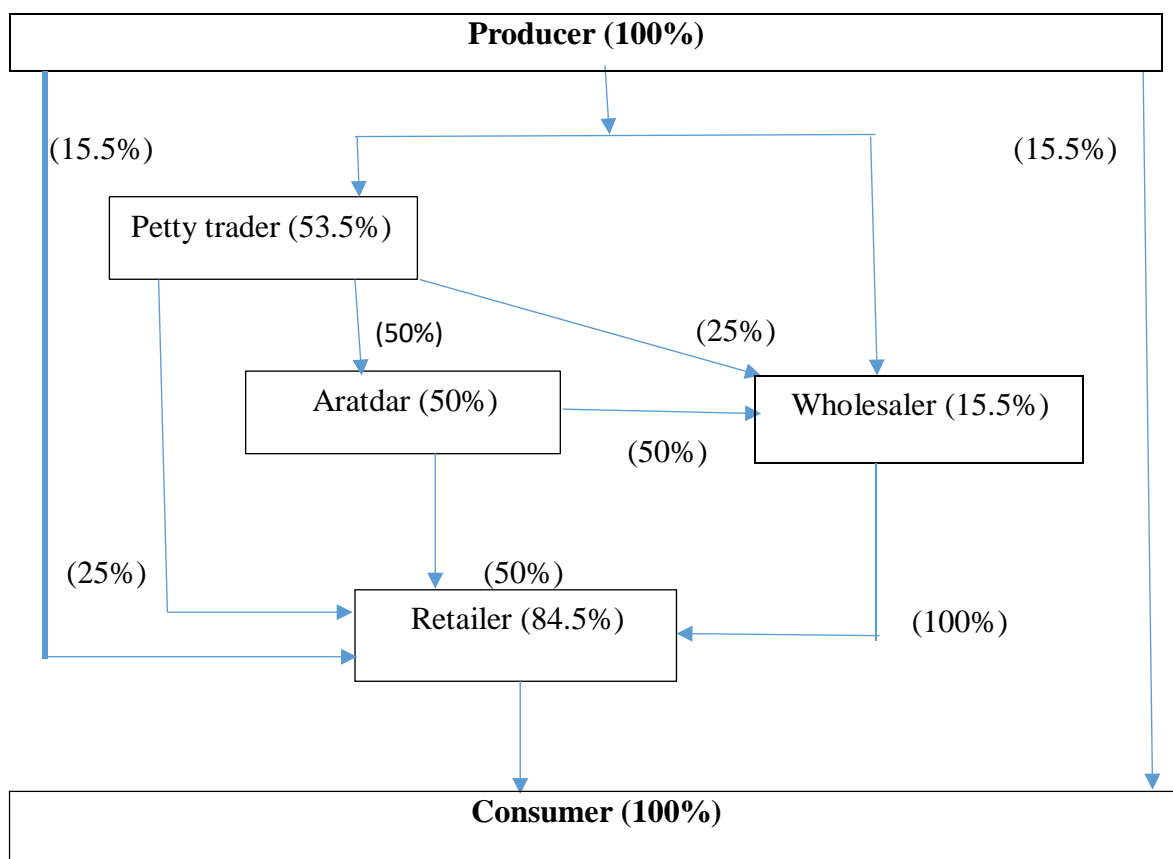 Producer (100%)
(15.5%)
(15.5%)
Petty trader (53.5%)
(50%)
(25%)
Aratdar (50%)
Wholesaler (15.5%)
(50%)
(25%)
(50%)
Retailer (84.5%)
(100%)
Consumer (100%)